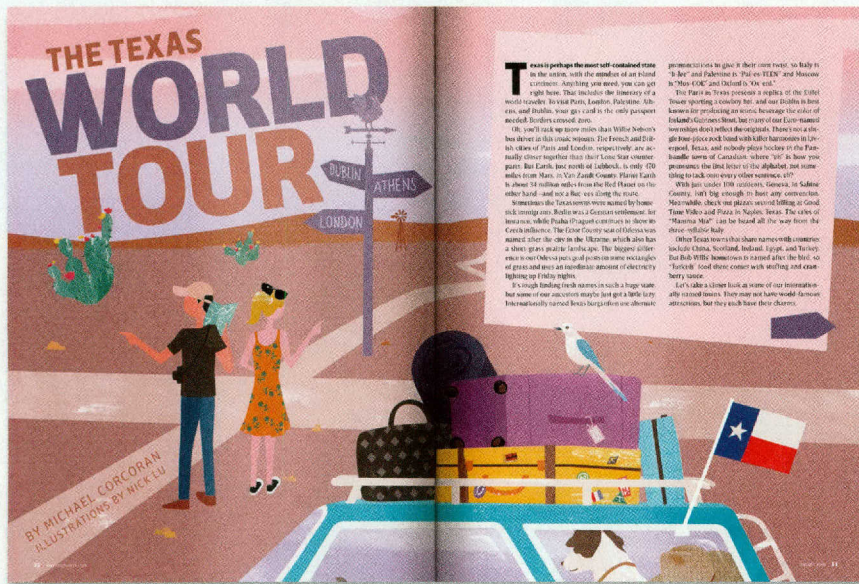 THE TEXAS
WORLD
TOUR
DUBLIN
ATHENS
LONDON
BY MICHAEL CORCORAN
ILLUSTRATIONS BY NICK LU
Texas is perhaps the most self-contained state
in the union, with the mindset of an island
continent. Anything you need, you can get
right here. That includes the itinerary of a
world traveler. To visit Paris, London, Palestine, Ath-
ens, and Dublin, your gas card is the only passport
needed. Borders crossed: zero.
Oh, you'll rack up more miles than Willie Nelson's
bus driver in this ironic sojourn. The French and Brit-
ish cities of Paris and London, respectively, are ac-
tually closer together than their Lone Star counter-
parts. But Earth, just north of Lubbock, is only 470
miles from Mars, in Van Zandt County. Planet Earth
is about 34 million miles from the Red Planet on the
other hand—and not a Buc-ees along the route.
Sometimes the Texas towns were named by home-
sick immigrants. Berlin was a German settlement, for
instance, while Praha (Prague) continues to show its
Czech influence. The Ector County seat of Odessa was
named after the city in the Ukraine, which also has
a short-grass prairie landscape. The biggest differ-
ence is our Odessa puts goal posts on some rectangles
of grass and uses an inordinate amount of electricity
lighting up Friday nights.
It's tough finding fresh names in such a huge state,
but some of our ancestors maybe just got a little lazy.
Internationally named Texas burgs often use alternate
pronunciations to give it their own twist, so Italy is
"It-lee" and Palestine is "Pal-es-TEEN" and Moscow
is "Mos-COE" and Oxford is "Ox-erd."
The Paris in Texas presents a replica of the Eiffel
Tower sporting a cowboy hat, and our Dublin is best
known for producing an iconic beverage the color of
Ireland's Guinness Stout, but many of our Euro-named
townships don't reflect the originals. There's not a sin-
gle four-piece rock band with killer harmonies in Liv-
erpool, Texas, and nobody plays hockey in the Pan-
handle town of Canadian, where "eh" is how you
pronounce the first letter of the alphabet, not some-
thing to tack onto every other sentence, eh?
With just under 100 residents, Geneva, in Sabine
County, isn't big enough to host any convention.
Meanwhile, check out pizzas second billing at Good
Time Video and Pizza in Naples, Texas. The cries of
"Mamma Mia!" can be heard all the way from the
three-syllable Italy.
Other Texas towns that share names with countries
include China, Scotland, Ireland, Egypt, and Turkey.
But Bob Wills' hometown is named after the bird, so
"Turkish" food there comes with stuffing and cran-
berry sauce.
Let's take a closer look at some of our internation-
ally named towns. They may not have world-famous
attractions, but they each have their charms.